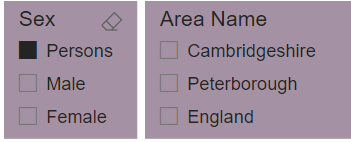 Sex
Persons
Male
Female
Area Name
Cambridgeshire
Peterborough
England